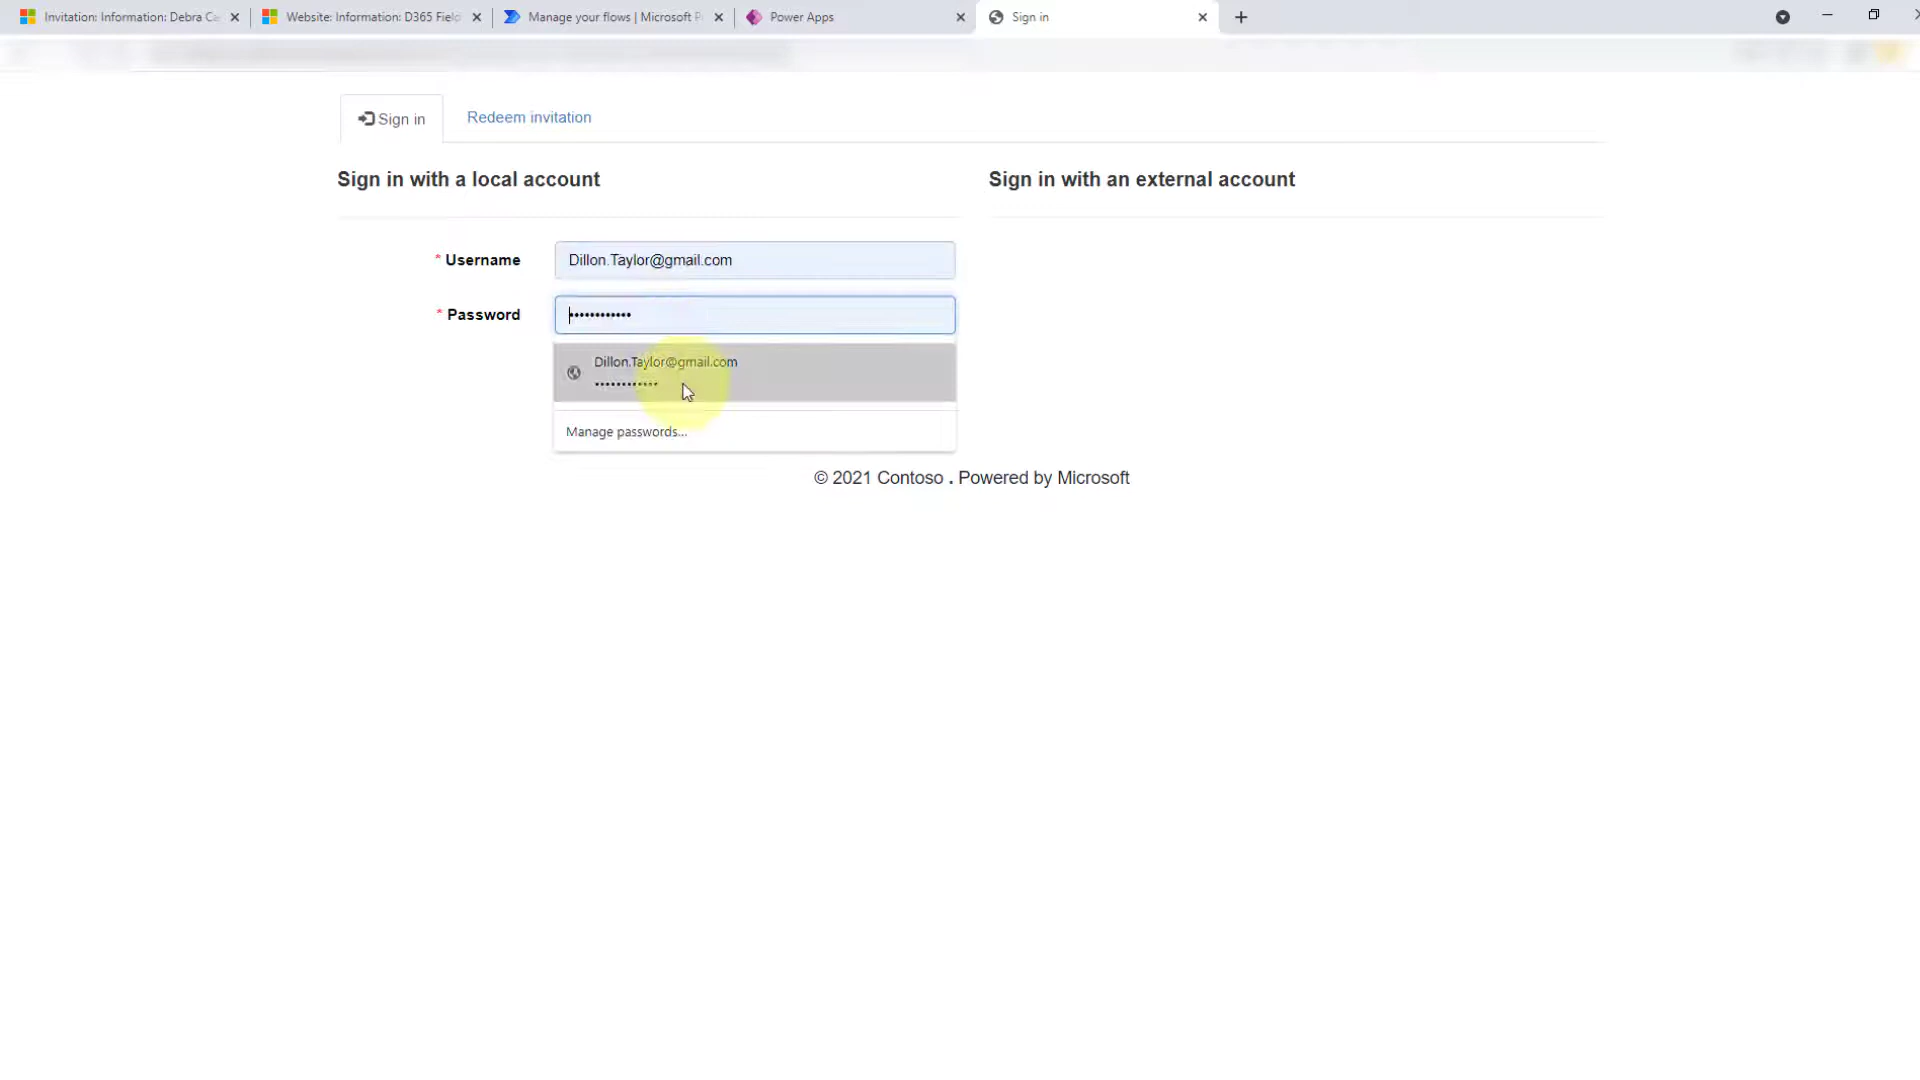 Invitation: Information: Debra Ca
Website: Information: D365 Field
Manage your flows | Microsoft P
Power Apps
Sign in
Sign in
Redeem invitation
Sign in with a local account
Sign in with an external account
* Username
Dillon.Taylor@gmail.com
* Password
••••••••••••
Dillon.Taylor@gmail.com
••••••••••••
Manage passwords...
© 2021 Contoso . Powered by Microsoft